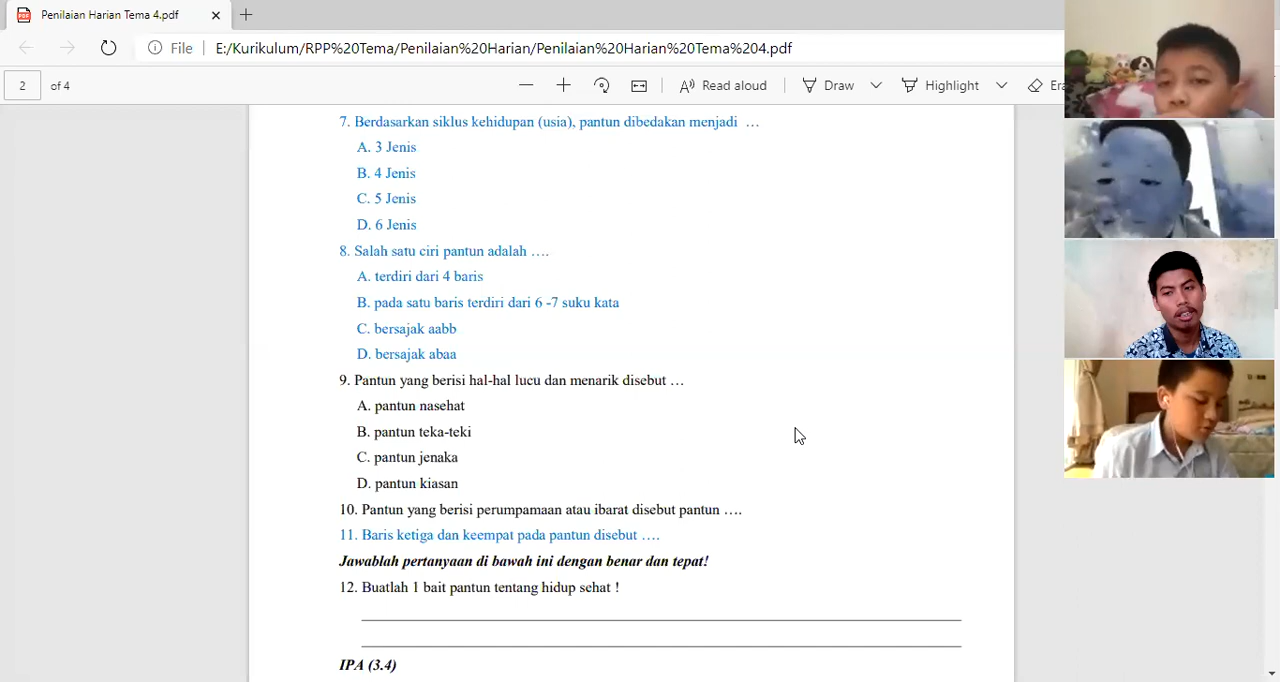 Penilaian Harian Tema 4.pdf
File E:/Kurikulum/RPP%20Tema/Penilaian%20Harian/Penilaian%20Harian%20Tema%204.pdf
2 of 4 Read aloud Draw Highlight
7. Berdasarkan siklus kehidupan (usia), pantun dibedakan menjadi …
A. 3 Jenis
B. 4 Jenis
C. 5 Jenis
D. 6 Jenis
8. Salah satu ciri pantun adalah ….
A. terdiri dari 4 baris
B. pada satu baris terdiri dari 6 -7 suku kata
C. bersajak aabb
D. bersajak abaa
9. Pantun yang berisi hal-hal lucu dan menarik disebut …
A. pantun nasehat
B. pantun teka-teki
C. pantun jenaka
D. pantun kiasan
10. Pantun yang berisi perumpamaan atau ibarat disebut pantun ….
11. Baris ketiga dan keempat pada pantun disebut ….
Jawablah pertanyaan di bawah ini dengan benar dan tepat!
12. Buatlah 1 bait pantun tentang hidup sehat !
IPA (3.4)